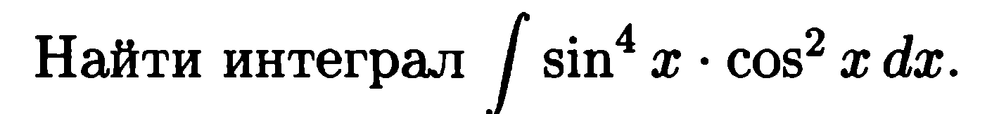 Найти интеграл ∫ sin⁴ x · cos² x dx.